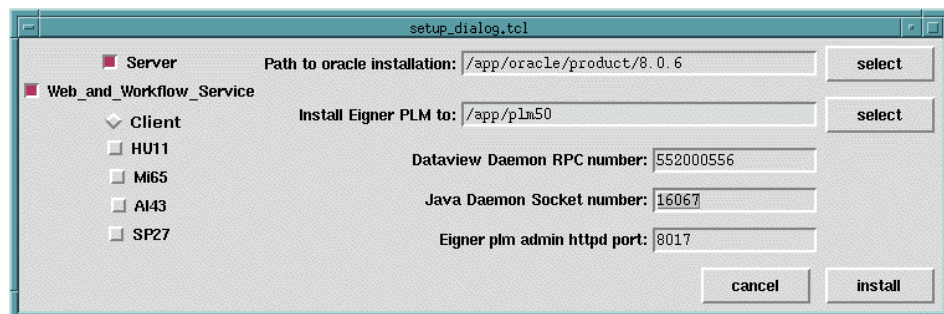 setup_dialog.tcl
Server
Path to oracle installation: /app/oracle/product/8.0.6 select
Web_and_Workflow_Service
Install Eigner PLM to: /app/plm50 select
Client
HU11
Dataview Daemon RPC number: 552000556
Mi65
Java Daemon Socket number: 16067
AI43
Eigner plm admin httpd port: 8017
SP27
cancel install